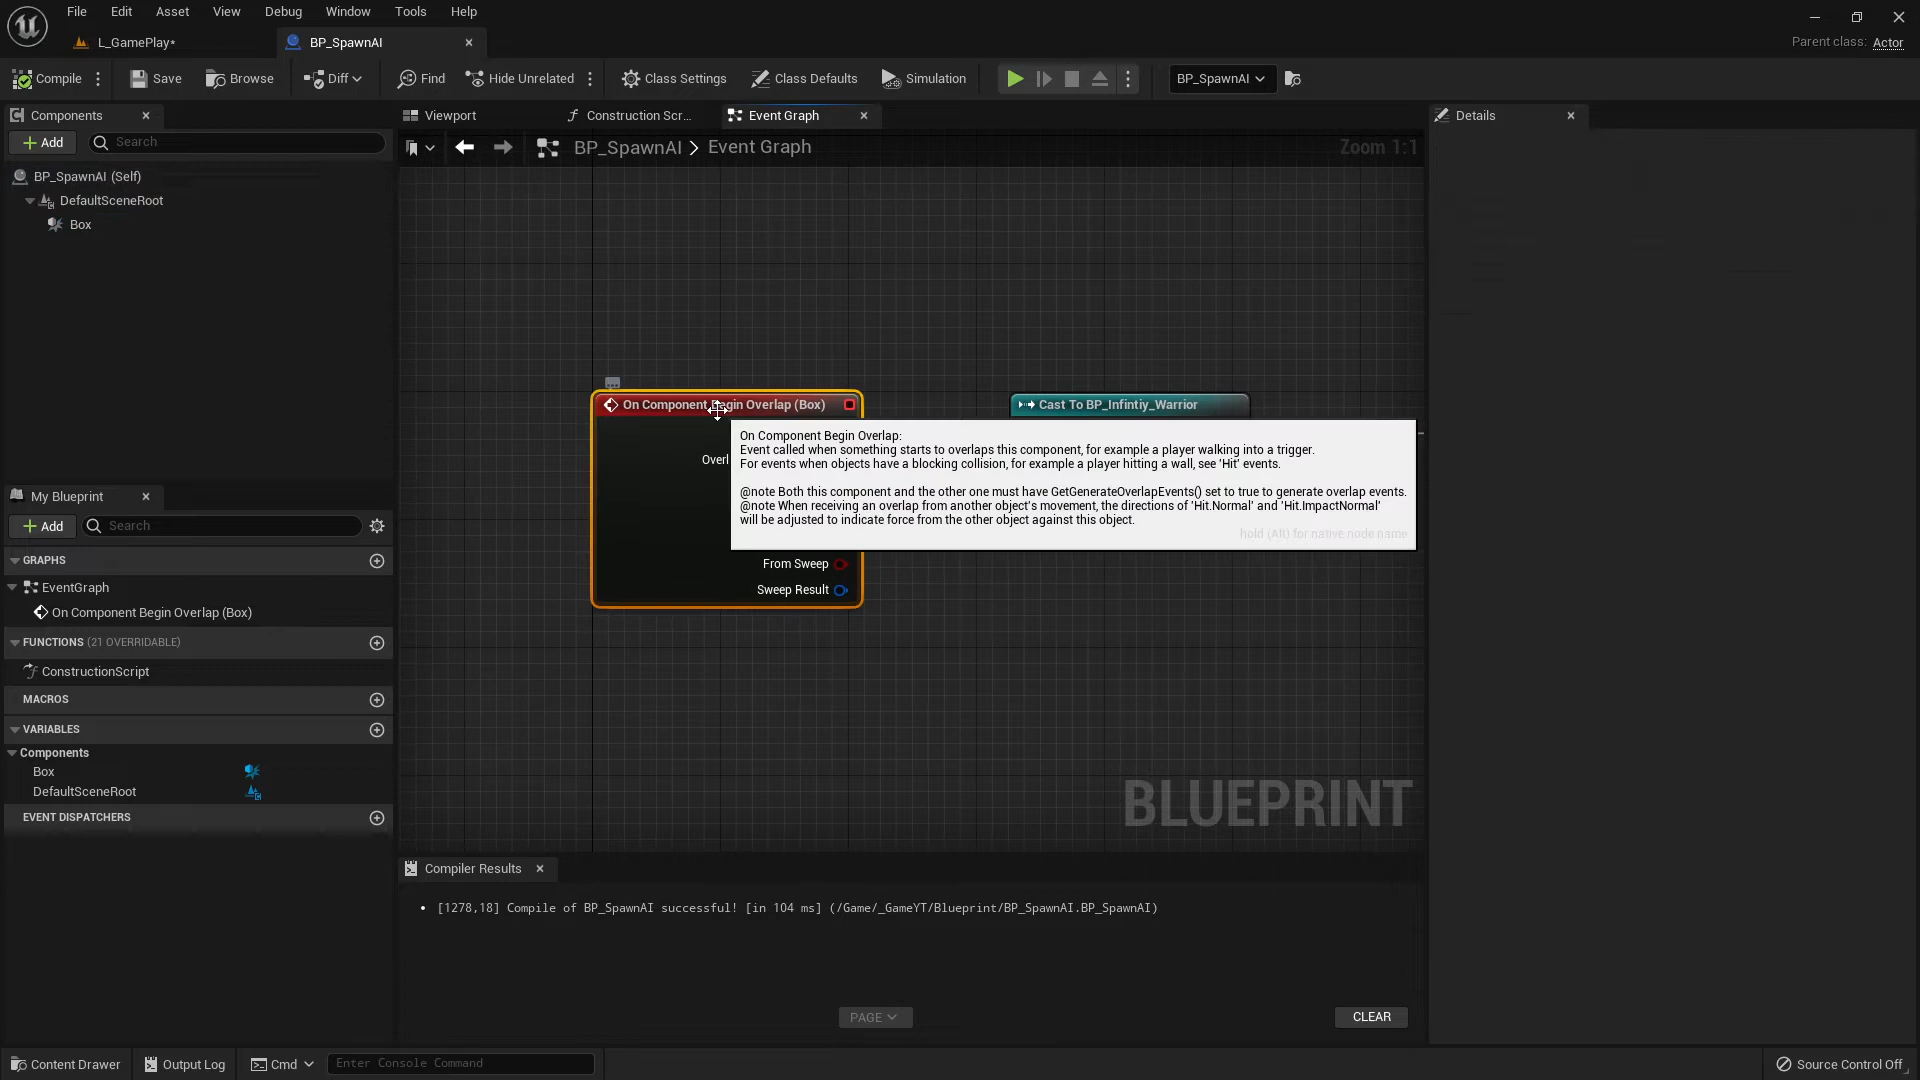 File Edit Asset View Debug Window Tools Help
L_GamePlay*
BP_SpawnAI
Parent class: Actor
Compile
Save
Browse
Diff
Find
Hide Unrelated
Class Settings
Class Defaults
Simulation
BP_SpawnAI
Components
Viewport
Construction Scr...
Event Graph
Details
Add
Search
BP_SpawnAI > Event Graph
Zoom 1:1
BP_SpawnAI (Self)
DefaultSceneRoot
Box
On Component Begin Overlap (Box)
Cast To BP_Infintiy_Warrior
Overl
On Component Begin Overlap:
Event called when something starts to overlaps this component, for example a player walking into a trigger.
For events when objects have a blocking collision, for example a player hitting a wall, see 'Hit' events.
@note Both this component and the other one must have GetGenerateOverlapEvents() set to true to generate overlap events.
@note When receiving an overlap from another object's movement, the directions of 'Hit.Normal' and 'Hit.ImpactNormal'
will be adjusted to indicate force from the other object against this object.
hold (Alt) for native node name
From Sweep
Sweep Result
BLUEPRINT
My Blueprint
Add
Search
GRAPHS
EventGraph
On Component Begin Overlap (Box)
FUNCTIONS (21 OVERRIDABLE)
ConstructionScript
MACROS
VARIABLES
Components
Box
DefaultSceneRoot
EVENT DISPATCHERS
Compiler Results
[1278,18] Compile of BP_SpawnAI successful! [in 104 ms] (/Game/_GameYT/Blueprint/BP_SpawnAI.BP_SpawnAI)
PAGE
CLEAR
Content Drawer
Output Log
Cmd
Enter Console Command
Source Control Off